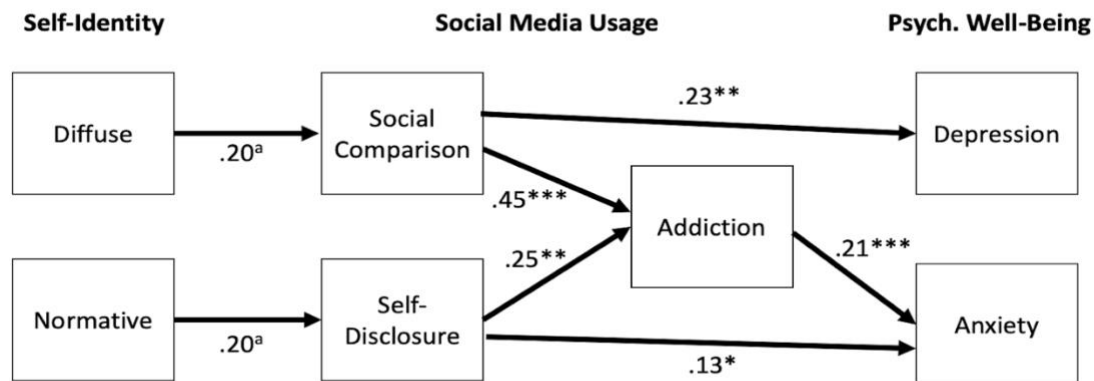 Self-Identity
Social Media Usage
Psych. Well-Being
Diffuse
.20ᵃ
Social
Comparison
.23**
Depression
.45***
Addiction
.25**
.21***
Normative
.20ᵃ
Self-
Disclosure
.13*
Anxiety